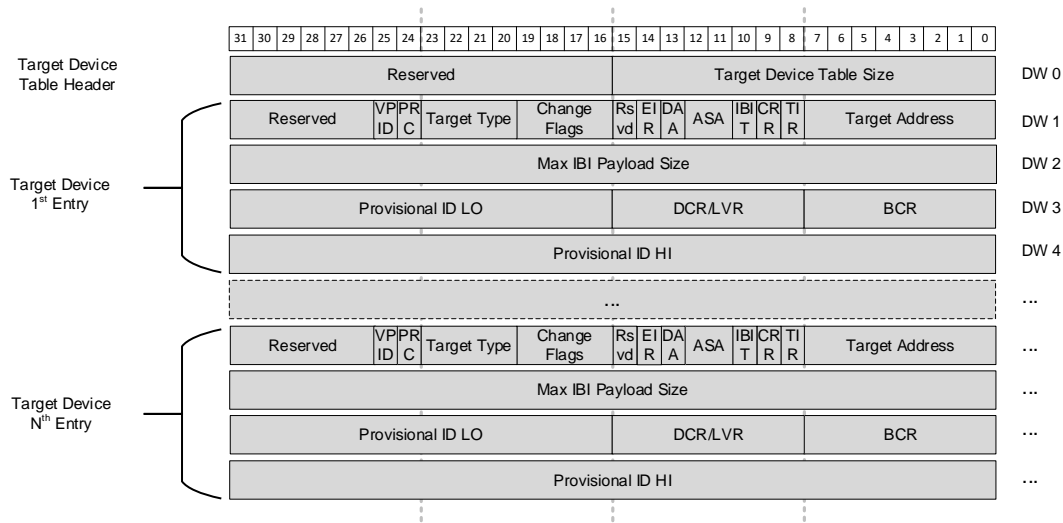 31 30 29 28 27 26 25 24 23 22 21 20 19 18 17 16 15 14 13 12 11 10 9 8 7 6 5 4 3 2 1 0
Target Device
Table Header
Reserved Target Device Table Size DW 0
Target Device
1st Entry
Reserved VP PR Target Type Change Rs EI DA ASA IBI CR TI Target Address DW 1
ID C Flags vd R A T R R
Max IBI Payload Size DW 2
Provisional ID LO DCR/LVR BCR DW 3
Provisional ID HI DW 4
... ...
Target Device
Nth Entry
Reserved VP PR Target Type Change Rs EI DA ASA IBI CR TI Target Address ...
ID C Flags vd R A T R R
Max IBI Payload Size ...
Provisional ID LO DCR/LVR BCR ...
Provisional ID HI ...